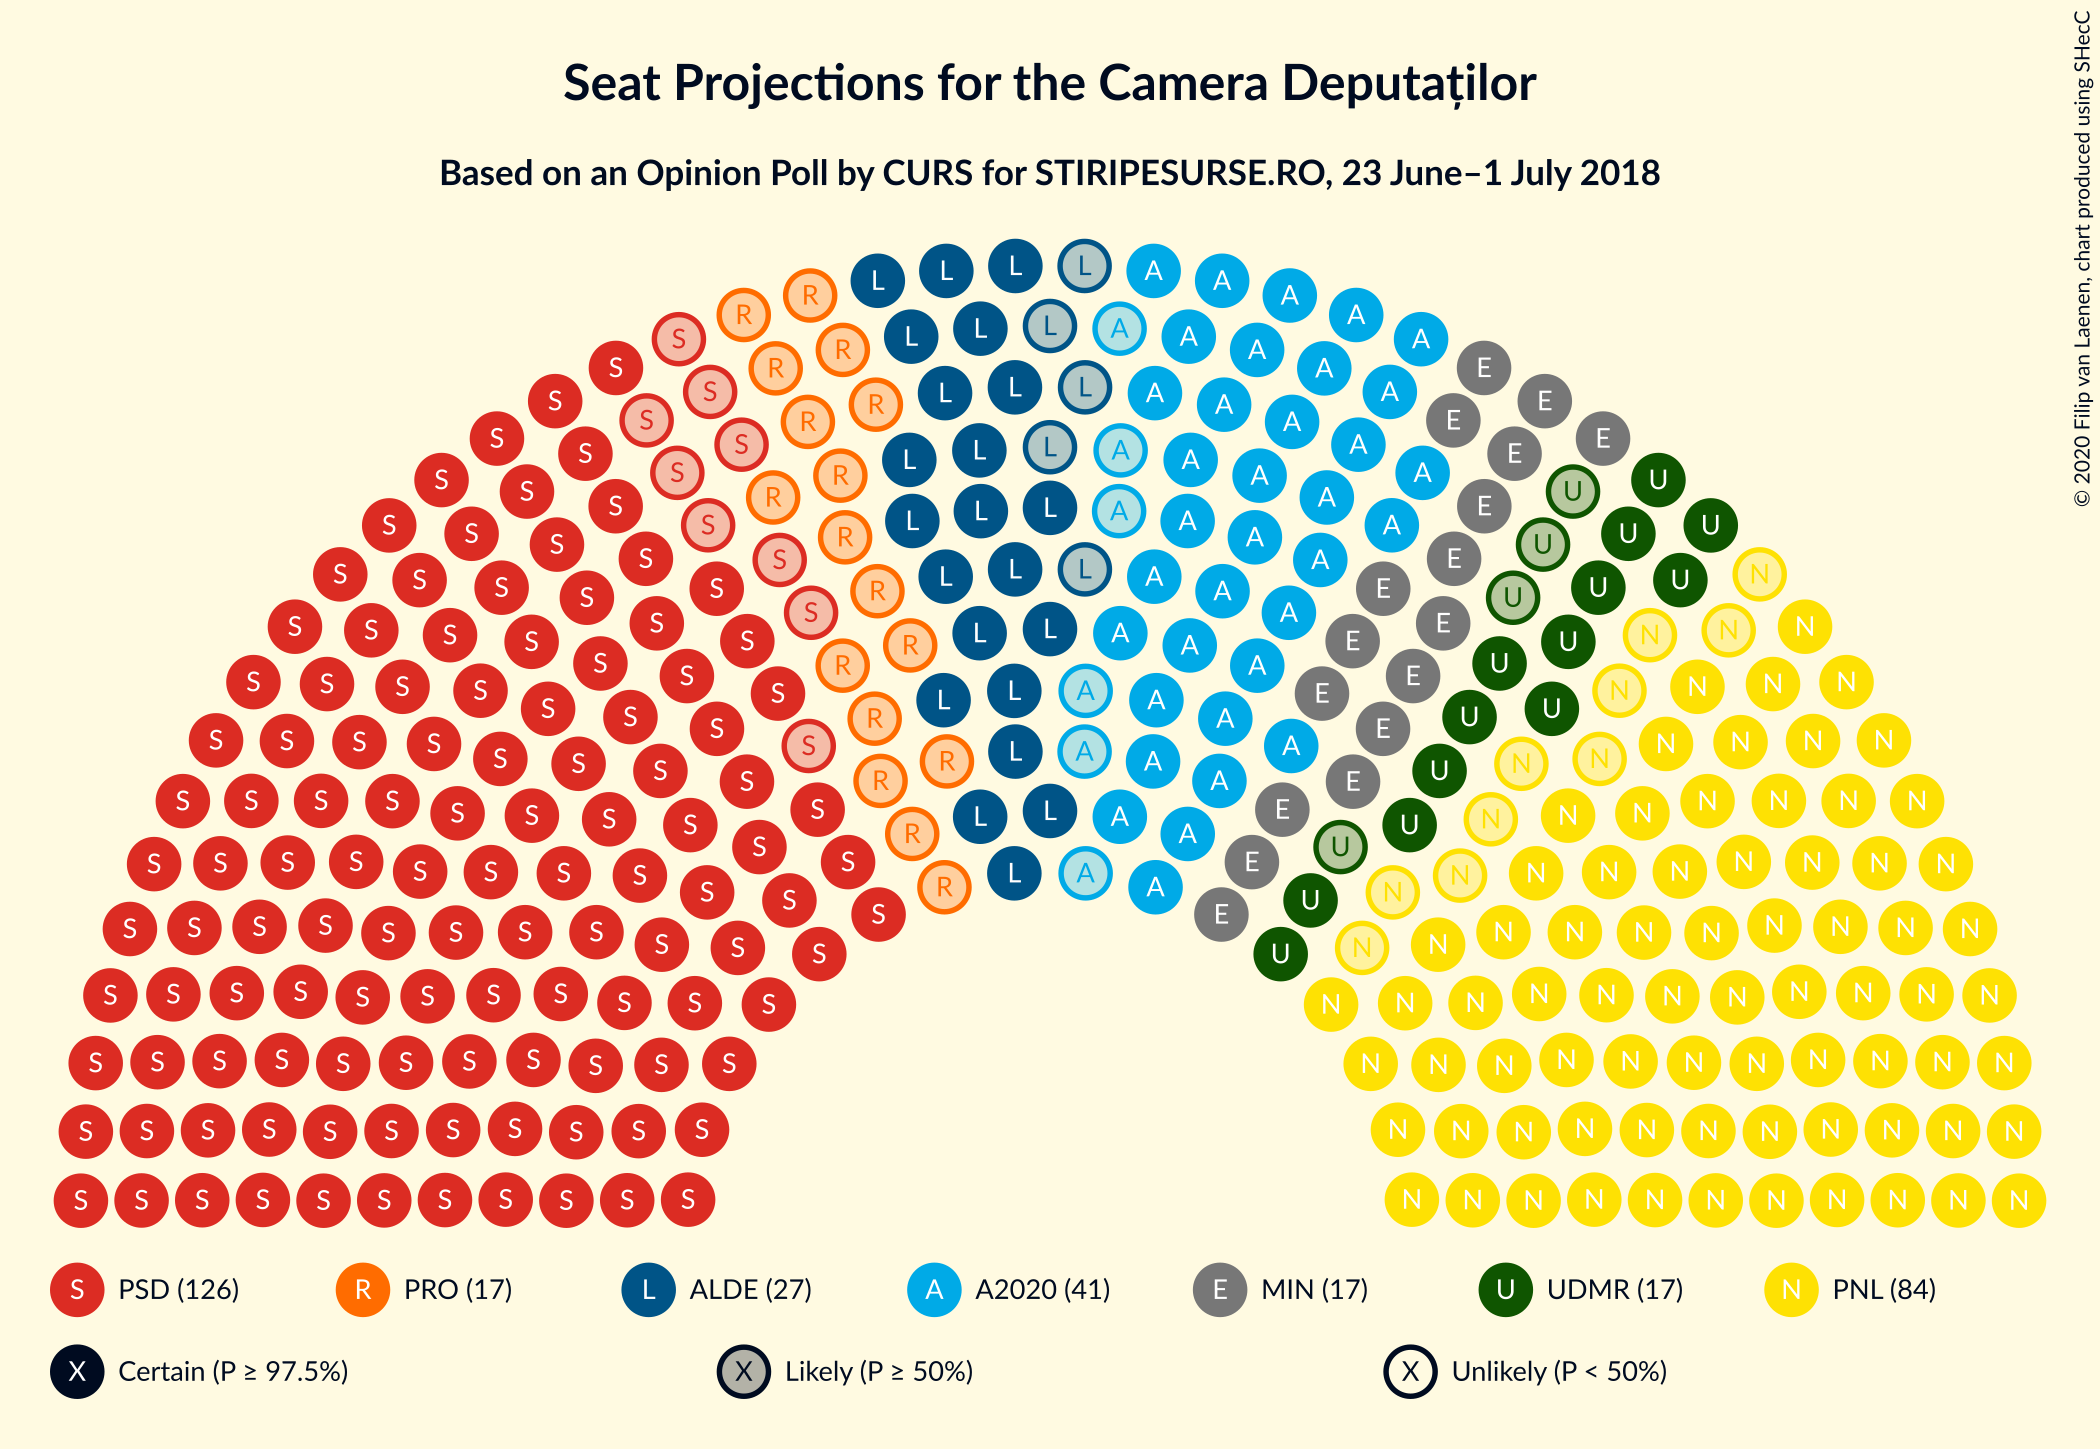 Seat Projections for the Camera Deputaților
Based on an Opinion Poll by CURS for STIRIPESURSE.RO, 23 June–1 July 2018
© 2020 Filip van Laenen, chart produced using SHecC
S PSD (126) R PRO (17) L ALDE (27) A A2020 (41) E MIN (17) U UDMR (17) N PNL (84)
X Certain (P ≥ 97.5%) X Likely (P ≥ 50%) X Unlikely (P < 50%)